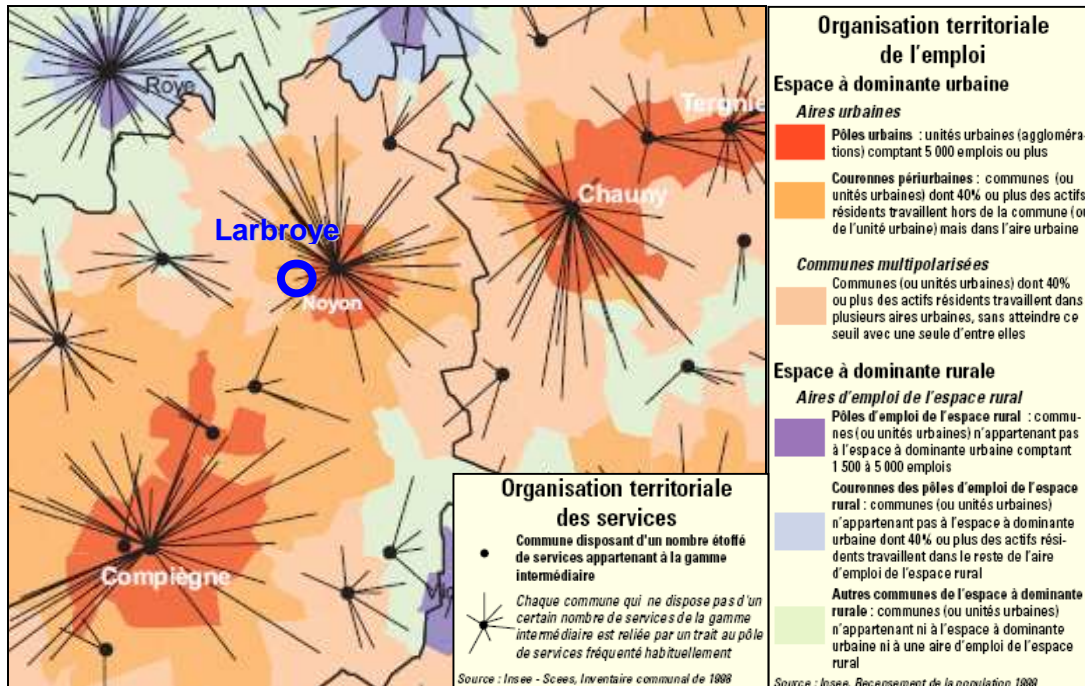 Roye
Tergnie
Chauny
Larbroye
Noyon
Compiègne
Organisation territoriale
des services
Commune disposant d'un nombre étoffé
de services appartenant à la gamme
intermédiaire
Chaque commune qui ne dispose pas d'un
certain nombre de services de la gamme
intermédiaire est reliée par un trait au pôle
de services fréquenté habituellement
Source : Insee - Scees, Inventaire communal de 1998
Organisation territoriale
de l'emploi
Espace à dominante urbaine
Aires urbaines
Pôles urbains : unités urbaines (aggloméra-
tions) comptant 5 000 emplois ou plus
Couronnes périurbaines : communes (ou
unités urbaines) dont 40% ou plus des actifs
résidents travaillent hors de la commune (ou
de l'unité urbaine) mais dans l'aire urbaine
Communes multipolarisées
Communes (ou unités urbaines) dont 40%
ou plus des actifs résidents travaillent dans
plusieurs aires urbaines, sans atteindre ce
seuil avec une seule d'entre elles
Espace à dominante rurale
Aires d'emploi de l'espace rural
Pôles d'emploi de l'espace rural : commu-
nes (ou unités urbaines) n'appartenant pas
à l'espace à dominante urbaine comptant
1 500 à 5 000 emplois
Couronnes des pôles d'emploi de l'espace
rural : communes (ou unités urbaines)
n'appartenant pas à l'espace à dominante
urbaine dont 40% ou plus des actifs rési-
dents travaillent dans le reste de l'aire
d'emploi de l'espace rural
Autres communes de l'espace à dominante
rurale : communes (ou unités urbaines)
n'appartenant ni à l'espace à dominante
urbaine ni à une aire d'emploi de l'espace
rural
Source : Insee, Recensement de la population 1999